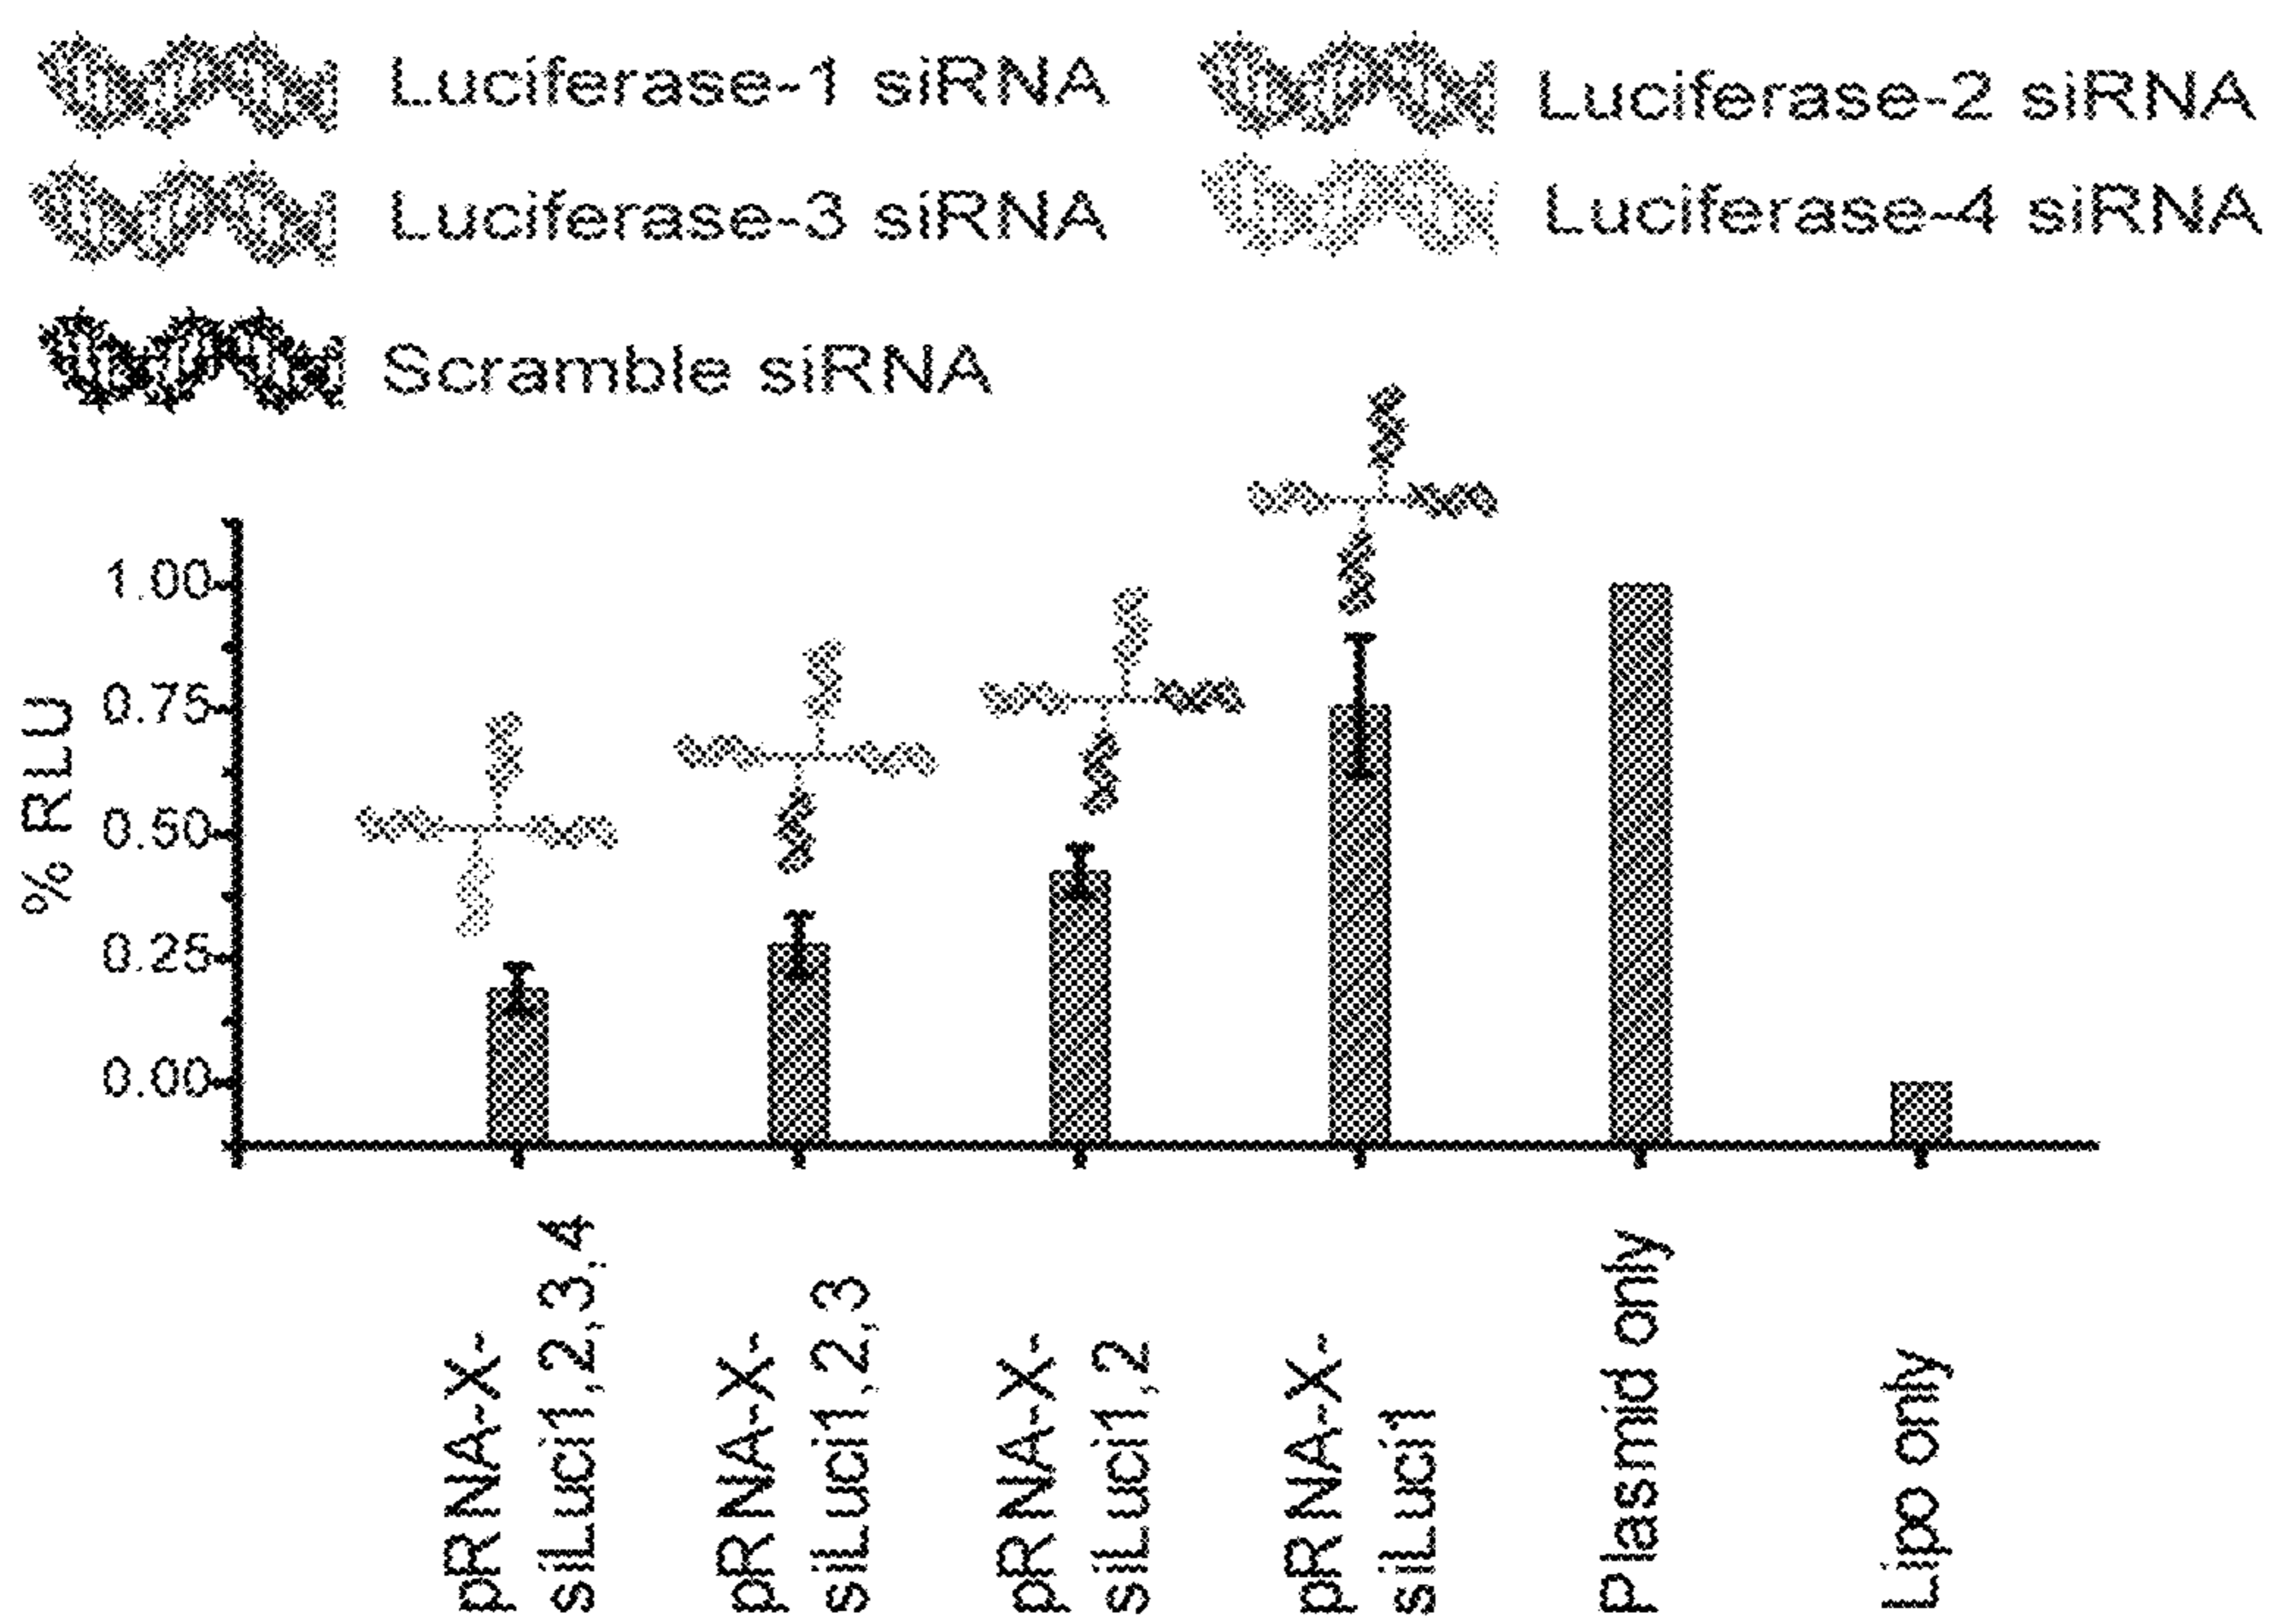 Luciferase-1 siRNA
Luciferase-2 siRNA
Luciferase-3 siRNA
Luciferase-4 siRNA
Scramble siRNA
% RLU
1.00
0.75
0.50
0.25
0.00
pRNA-X-
siLuci1,2,3,4
pRNA-X-
siLuci1,2,3
pRNA-X-
siLuci1,2
pRNA-X-
siLuci1
Plasmid only
Lipo only